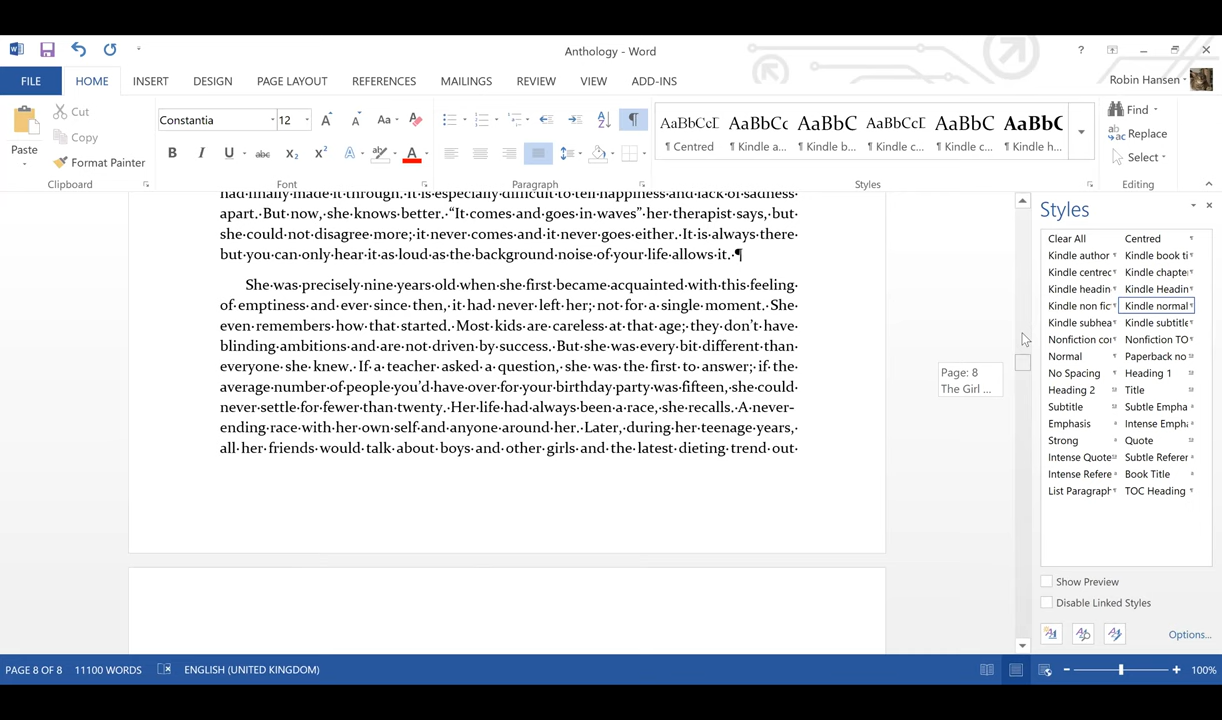 Anthology - Word
?
FILE
HOME
INSERT
DESIGN
PAGE LAYOUT
REFERENCES
MAILINGS
REVIEW
VIEW
ADD-INS
Robin Hansen
Paste
Cut
Copy
Format Painter
Clipboard
Constantia
12
Aa
B I U abc X₂ X² A A
Font
Paragraph
AaBbCcD AaBbCc AaBbC AaBbCcD AaBbC AaBbC
¶ Centred ¶ Kindle a... ¶ Kindle b... ¶ Kindle c... ¶ Kindle c... ¶ Kindle h...
Styles
Find
Replace
Select
Editing
had·finally·made·it·through.·It·is·especially·difficult·to·tell·happiness·and·lack·of·sadness·
apart.·But·now,·she·knows·better.·“It·comes·and·goes·in·waves”·her·therapist·says,·but·
she·could·not·disagree·more;·it·never·comes·and·it·never·goes·either.·It·is·always·there·
but·you·can·only·hear·it·as·loud·as·the·background·noise·of·your·life·allows·it.·¶
She·was·precisely·nine·years·old·when·she·first·became·acquainted·with·this·feeling·
of·emptiness·and·ever·since·then,·it·had·never·left·her;·not·for·a·single·moment.·She·
even·remembers·how·that·started.·Most·kids·are·careless·at·that·age;·they·don’t·have·
blinding·ambitions·and·are·not·driven·by·success.·But·she·was·every·bit·different·than·
everyone·she·knew.·If·a·teacher·asked·a·question,·she·was·the·first·to·answer;·if·the·
average·number·of·people·you’d·have·over·for·your·birthday·party·was·fifteen,·she·could·
never·settle·for·fewer·than·twenty.·Her·life·had·always·been·a·race,·she·recalls.·A·never-
ending·race·with·her·own·self·and·anyone·around·her.·Later,·during·her·teenage·years,·
all·her·friends·would·talk·about·boys·and·other·girls·and·the·latest·dieting·trend·out·
Page: 8
The Girl ...
Styles
Clear All Centred
Kindle author Kindle book ti
Kindle centred Kindle chapte
Kindle headin Kindle Headin
Kindle non fic Kindle normal
Kindle subhea Kindle subtitle
Nonfiction con Nonfiction TO
Normal Paperback no
No Spacing Heading 1
Heading 2 Title
Subtitle Subtle Empha
Emphasis Intense Empha
Strong Quote
Intense Quote Subtle Referen
Intense Refere Book Title
List Paragraph TOC Heading
Show Preview
Disable Linked Styles
Options...
PAGE 8 OF 8
11100 WORDS
ENGLISH (UNITED KINGDOM)
100%